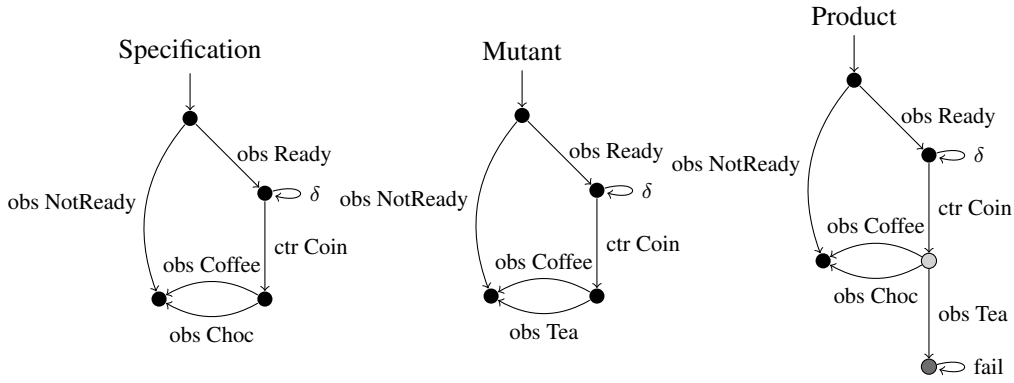 Specification
obs Ready
obs NotReady
δ
ctr Coin
obs Coffee
obs Choc
Mutant
obs Ready
obs NotReady
δ
ctr Coin
obs Coffee
obs Tea
Product
obs Ready
obs NotReady
δ
ctr Coin
obs Coffee
obs Choc
obs Tea
fail